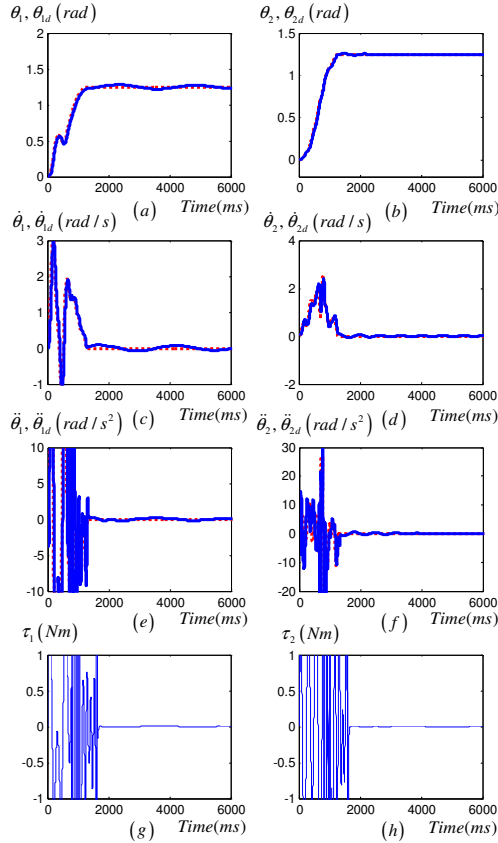 θ₁, θ₁d (rad)
θ₂, θ₂d (rad)
2
1.5
1
0.5
0
0 2000 4000 6000
(a)
Time(ms)
1.5
1
0.5
0
0 2000 4000 6000
(b)
Time(ms)
θ̇₁, θ̇₁d (rad / s)
θ̇₂, θ̇₂d (rad / s)
3
2
1
0
-1
0 2000 4000 6000
(c)
Time(ms)
4
2
0
-2
0 2000 4000 6000
(d)
Time(ms)
θ̈₁, θ̈₁d (rad / s²)
θ̈₂, θ̈₂d (rad / s²)
10
5
0
-5
-10
0 2000 4000 6000
(e)
Time(ms)
30
20
10
0
-10
-20
0 2000 4000 6000
(f)
Time(ms)
τ₁ (Nm)
τ₂ (Nm)
1
0.5
0
-0.5
-1
0 2000 4000 6000
(g)
Time(ms)
1
0.5
0
-0.5
-1
0 2000 4000 6000
(h)
Time(ms)